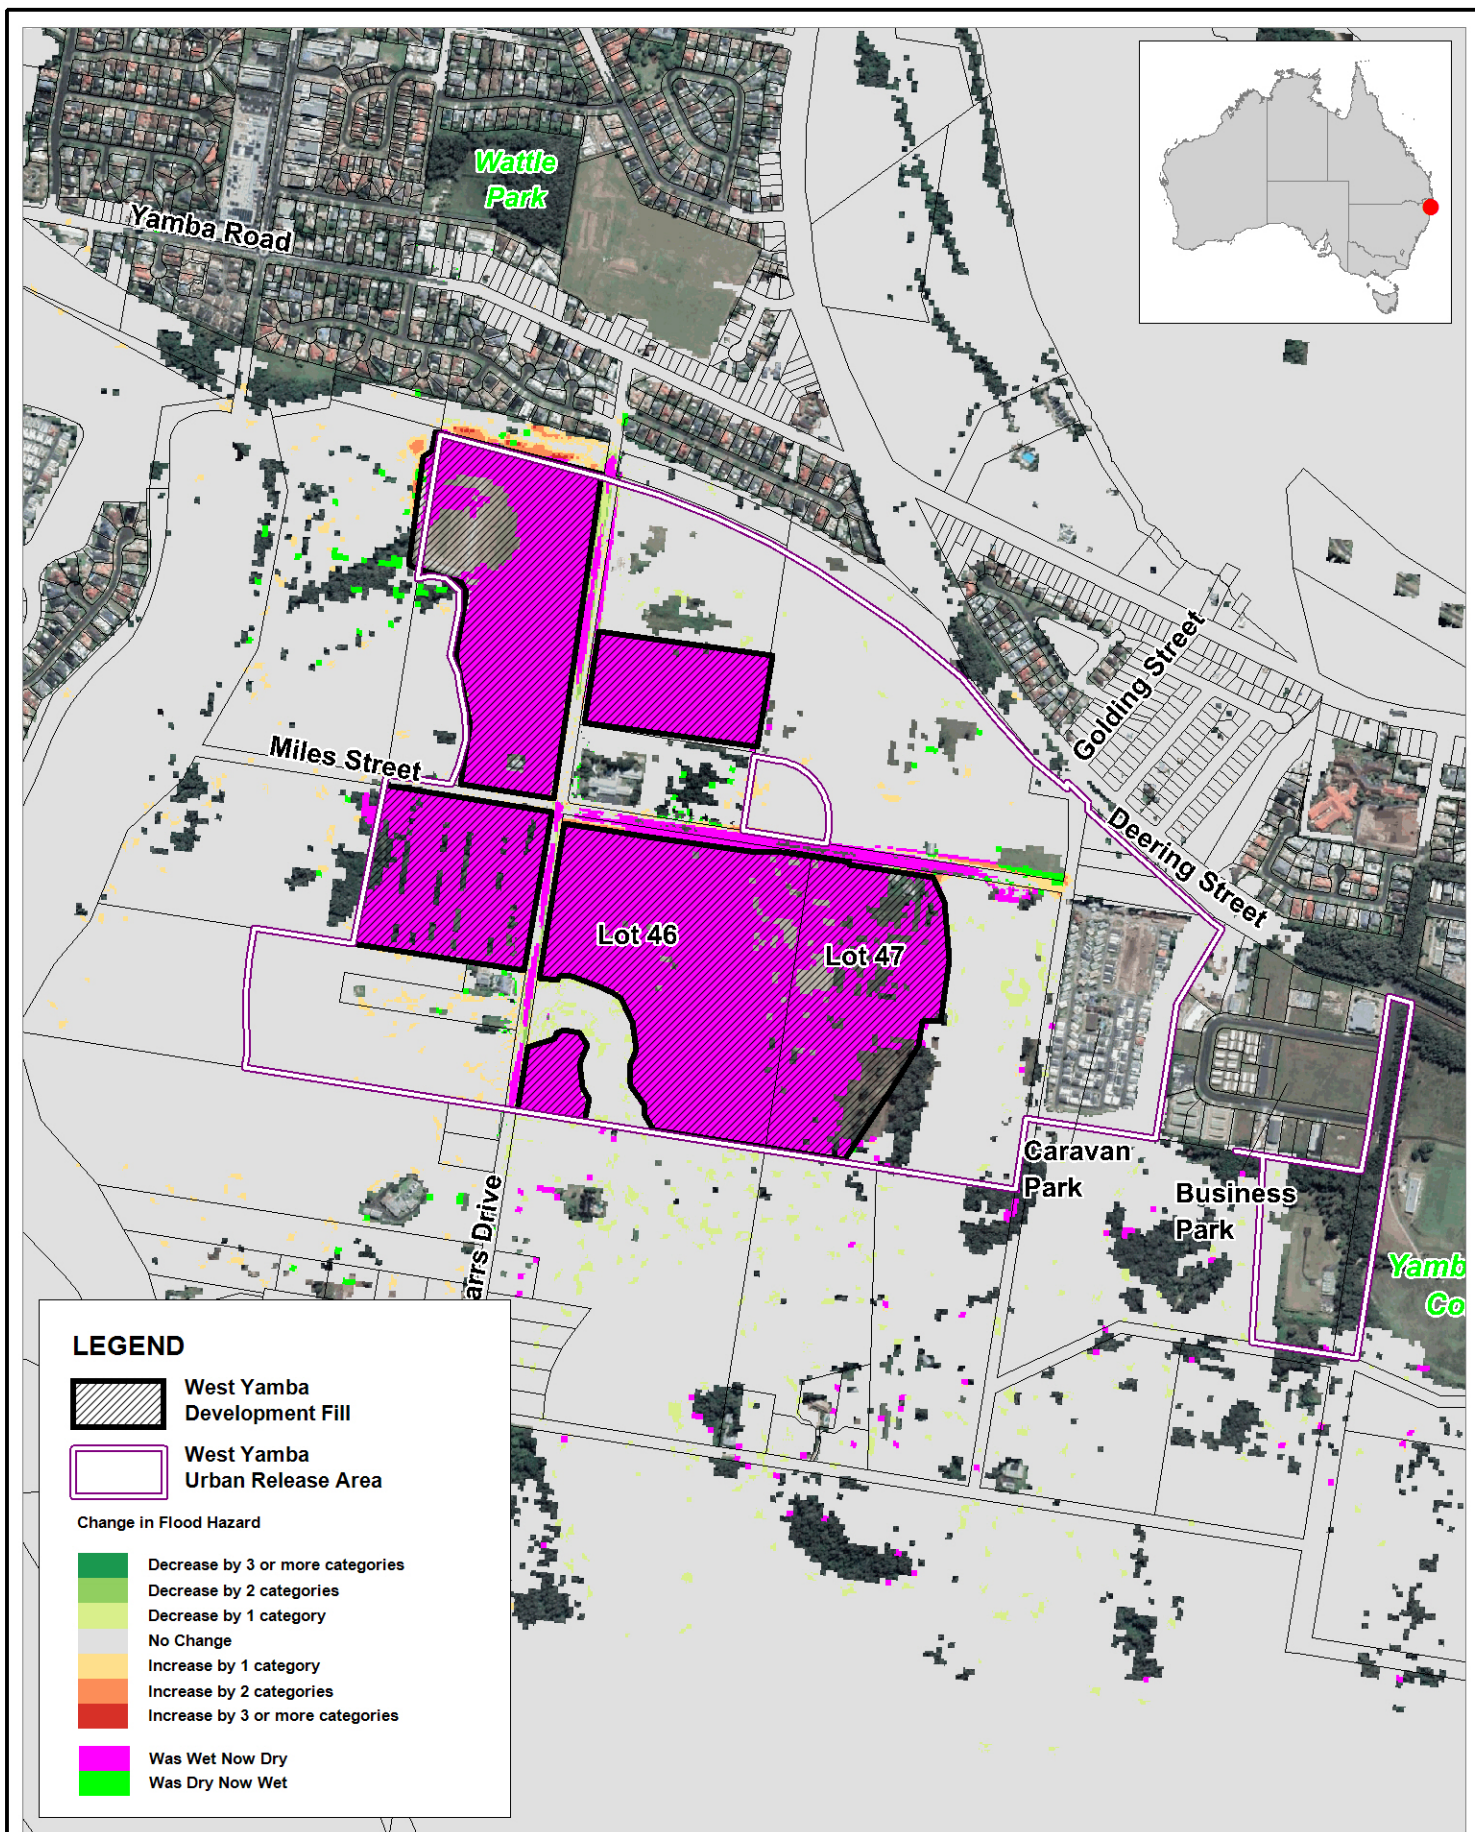 Wattle
Park
Yamba Road
Golding Street
Miles Street
Deering Street
Lot 46
Lot 47
Caravan
Park
Business
Park
arrs Drive
Yamb
Co
LEGEND
West Yamba
Development Fill
West Yamba
Urban Release Area
Change in Flood Hazard
Decrease by 3 or more categories
Decrease by 2 categories
Decrease by 1 category
No Change
Increase by 1 category
Increase by 2 categories
Increase by 3 or more categories
Was Wet Now Dry
Was Dry Now Wet